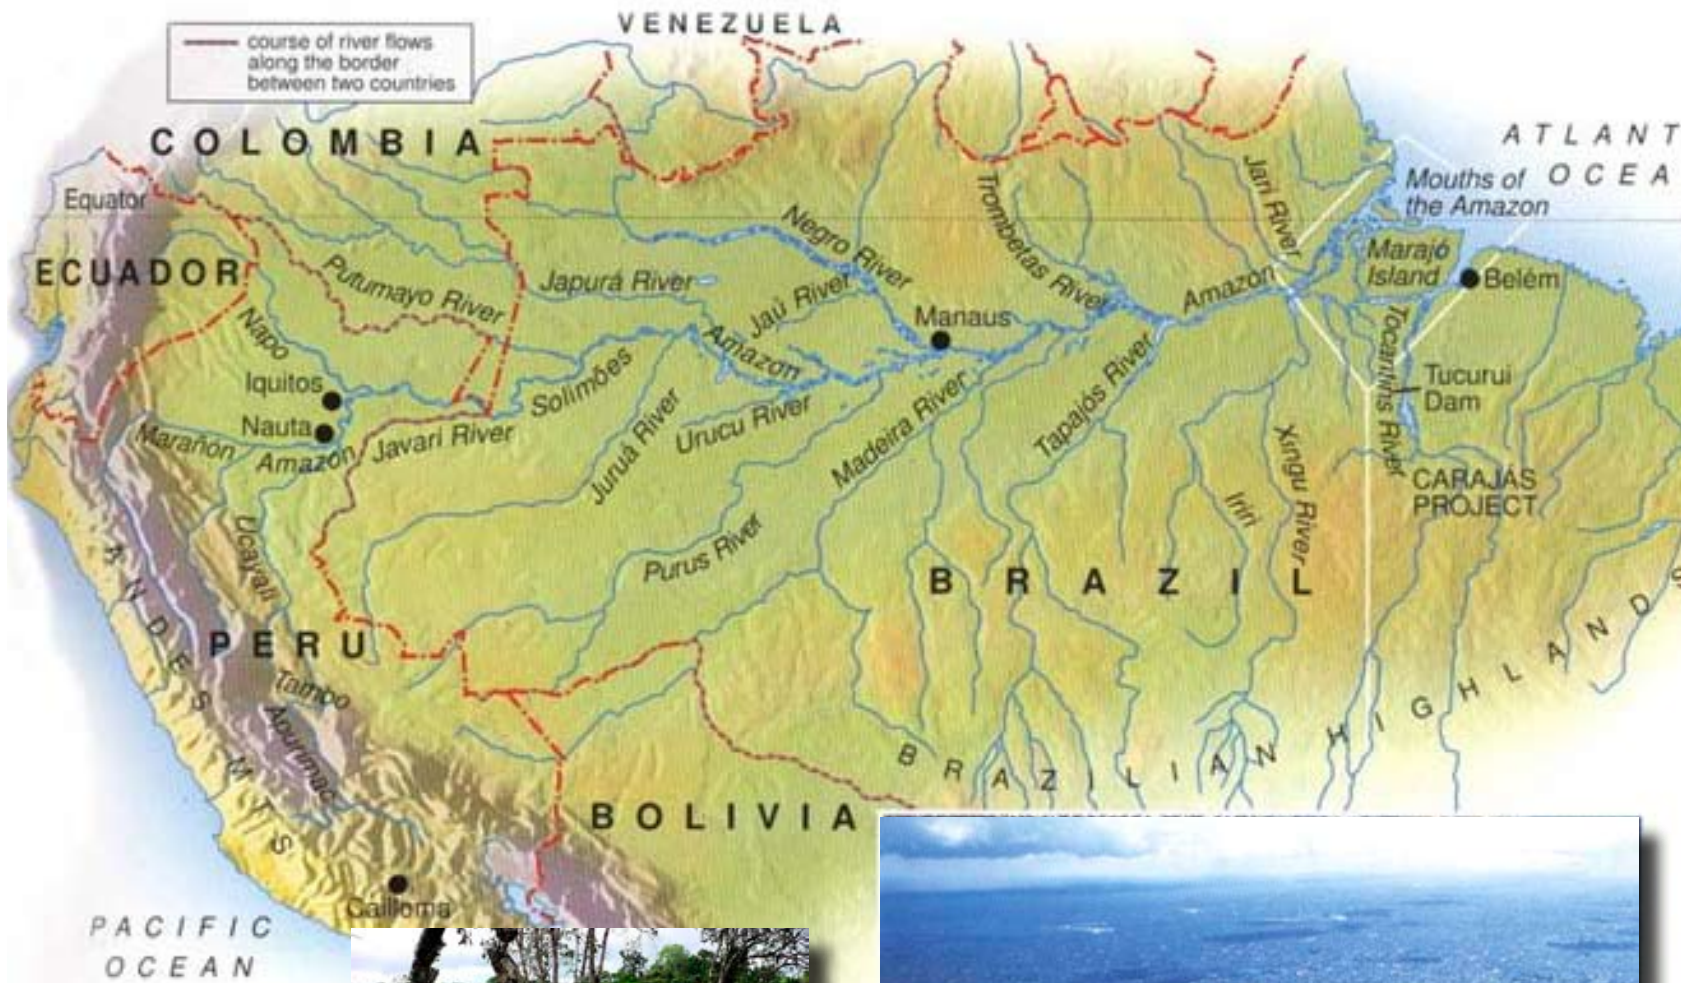 VENEZUELA
course of river flows
along the border
between two countries
COLOMBIA
ATLANT
OCEA
Mouths of
the Amazon
Equator
Jari River
Trombetas River
Negro River
ECUADOR
Putumayo River
Japurá River
Jaú River
Amazon
Marajó
Island
Belém
Napo
Manaus
Amazon
Iquitos
Solimões
Tocantins River
Tucurui
Dam
Nauta
Marañón
Amazon
Javari River
Juruá River
Urucu River
Madeira River
Tapajós River
Xingu River
Iriri
CARAJÁS
PROJECT
Ucayali
Purus River
BRAZIL
ANDES MTS
PERU
Tambo
Apurimac
BRAZILIAN HIGHLANDS
BOLIVIA
Cailloma
PACIFIC
OCEAN